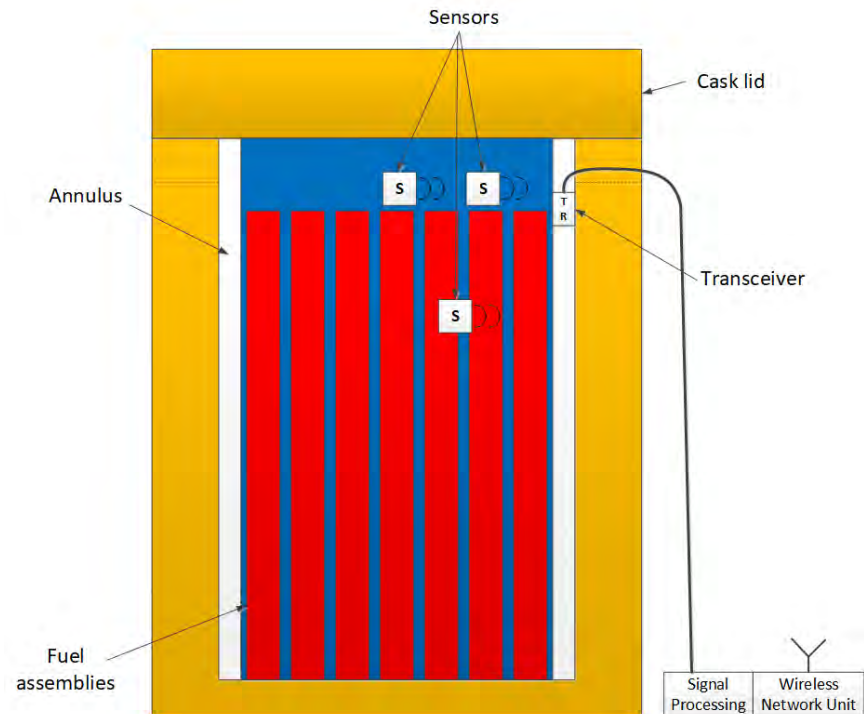 Sensors
Cask lid
S
S
Annulus
T
R
Transceiver
S
Fuel
assemblies
Signal
Processing
Wireless
Network Unit